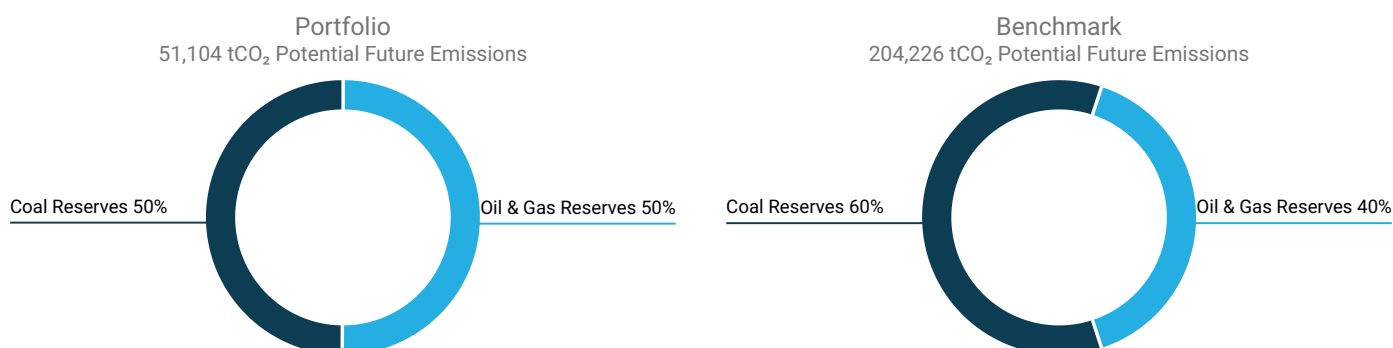 Portfolio
51,104 tCO₂ Potential Future Emissions
Coal Reserves 50%
Oil & Gas Reserves 50%
Benchmark
204,226 tCO₂ Potential Future Emissions
Coal Reserves 60%
Oil & Gas Reserves 40%